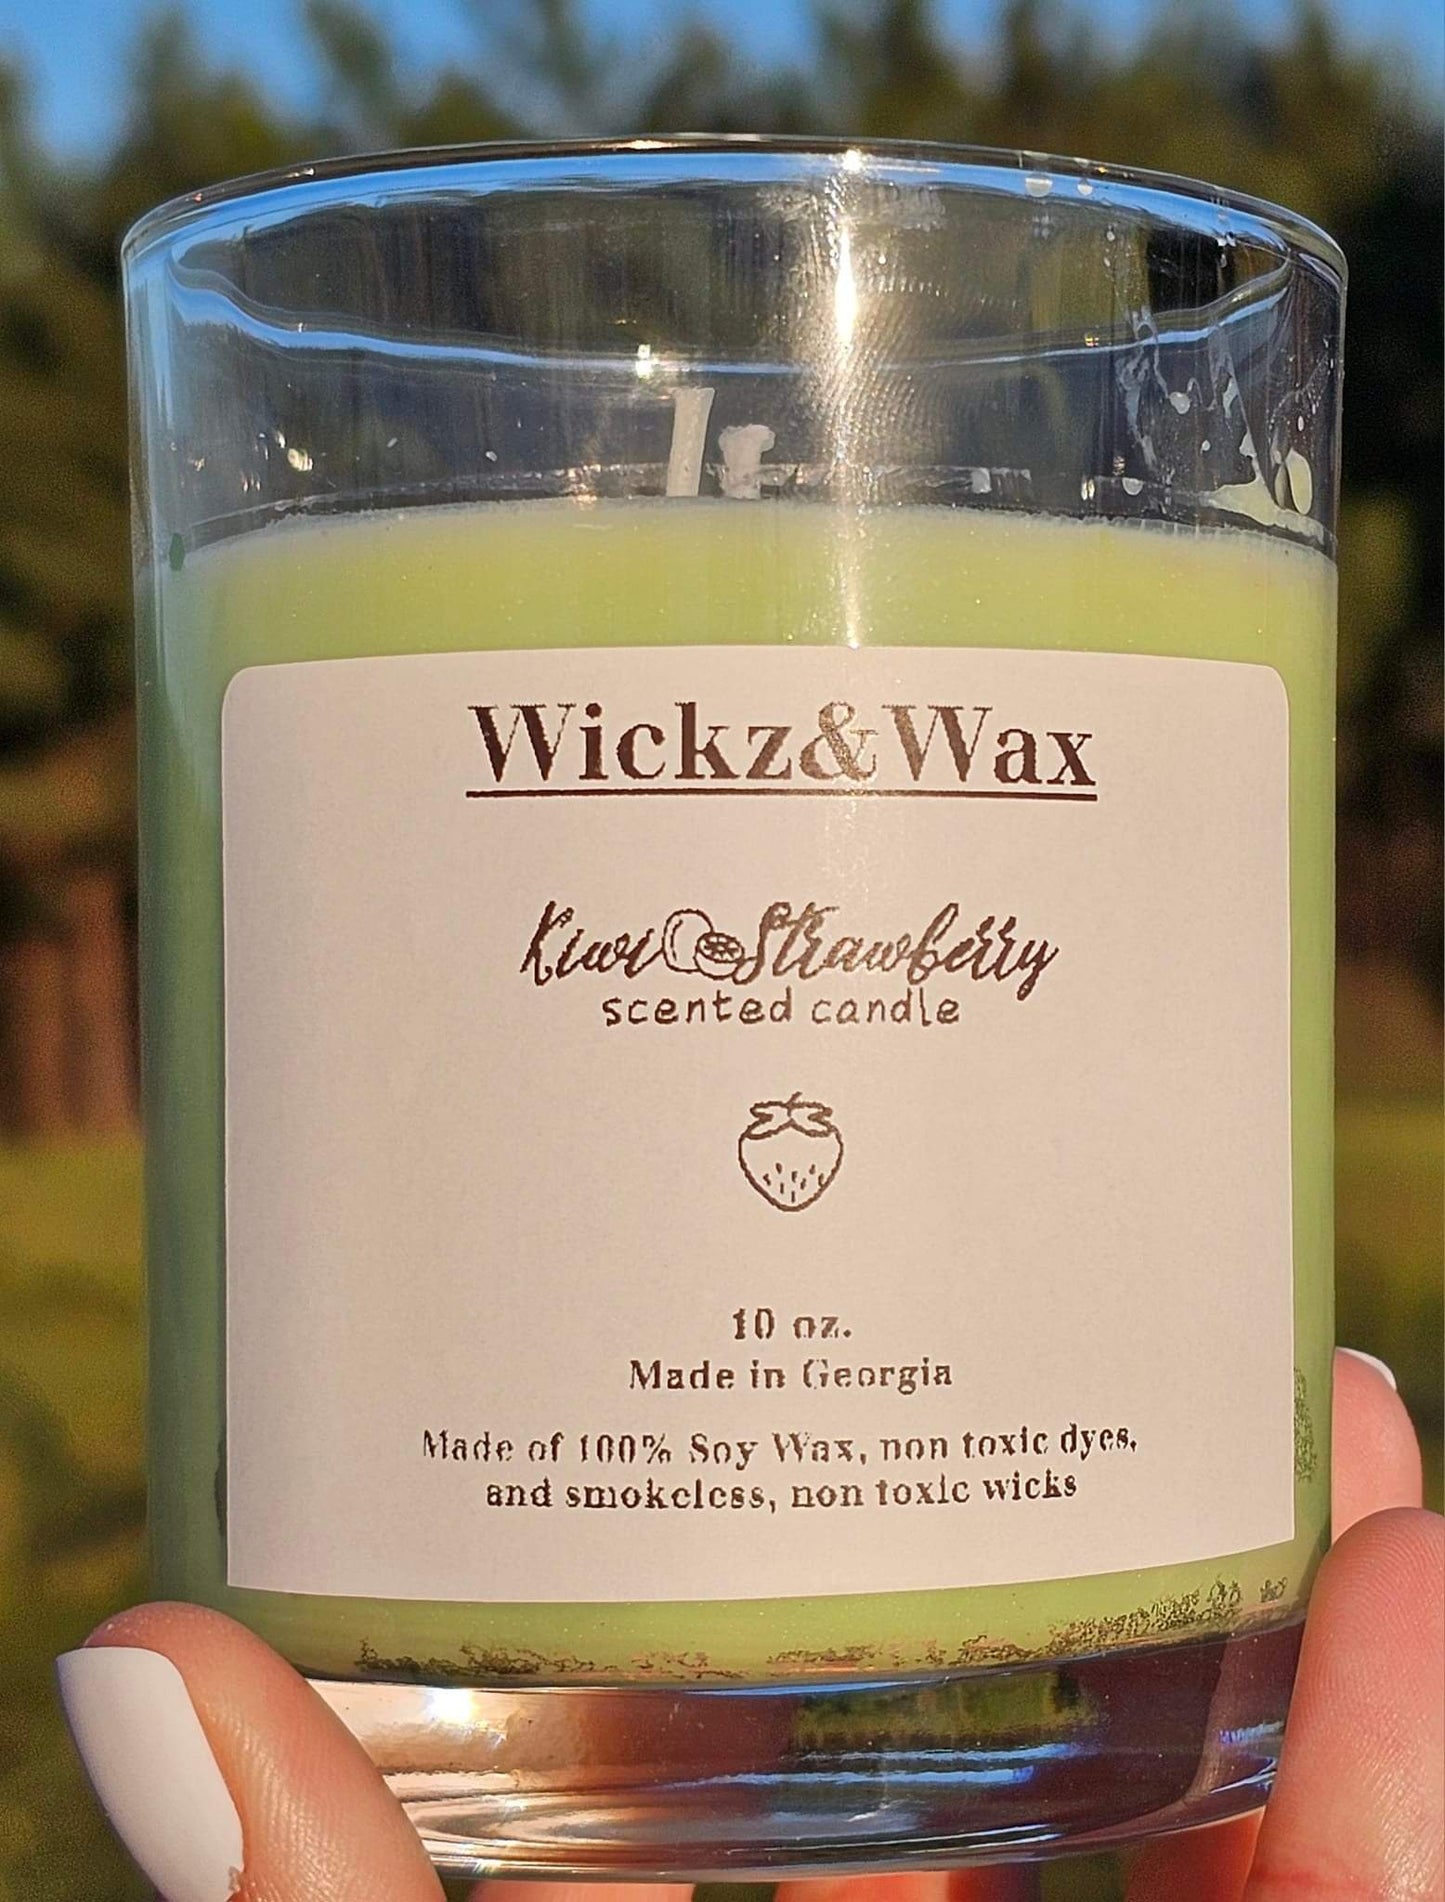 Wickz&Wax
Kiwi Strawberry
scented candle
10 oz.
Made in Georgia
Made of 100% Soy Wax, non toxic dyes,
and smokeless, non toxic wicks